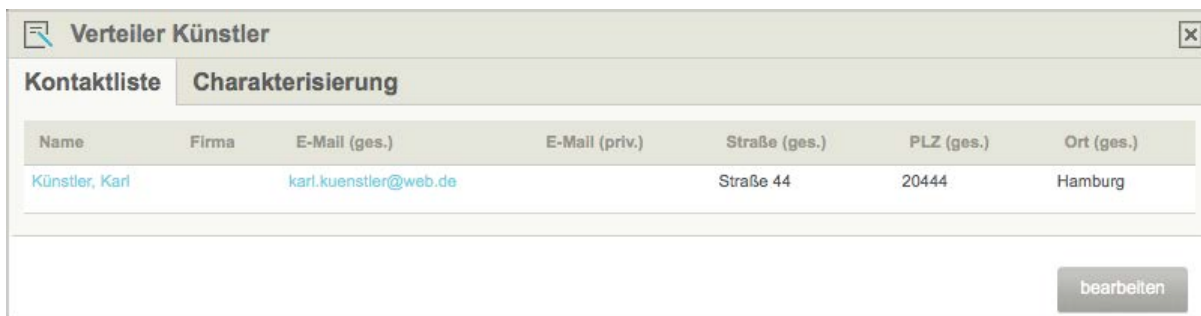 Verteiler Künstler
Kontaktliste Charakterisierung
Name Firma E-Mail (ges.) E-Mail (priv.) Straße (ges.) PLZ (ges.) Ort (ges.)
Künstler, Karl karl.kuenstler@web.de Straße 44 20444 Hamburg
bearbeiten